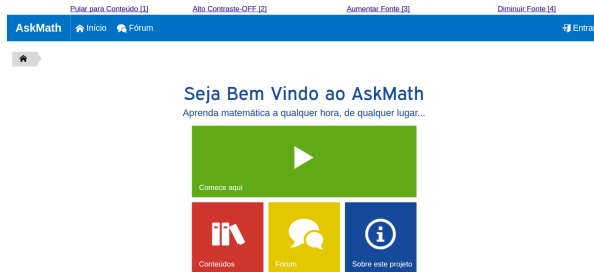 Pular para Conteúdo [1] Alto Contraste-OFF [2] Aumentar Fonte [3] Diminuir Fonte [4]
AskMath Início Fórum Entrar
Seja Bem Vindo ao AskMath
Aprenda matemática a qualquer hora, de qualquer lugar...
Comece aqui
Conteúdos Fórum Sobre este projeto